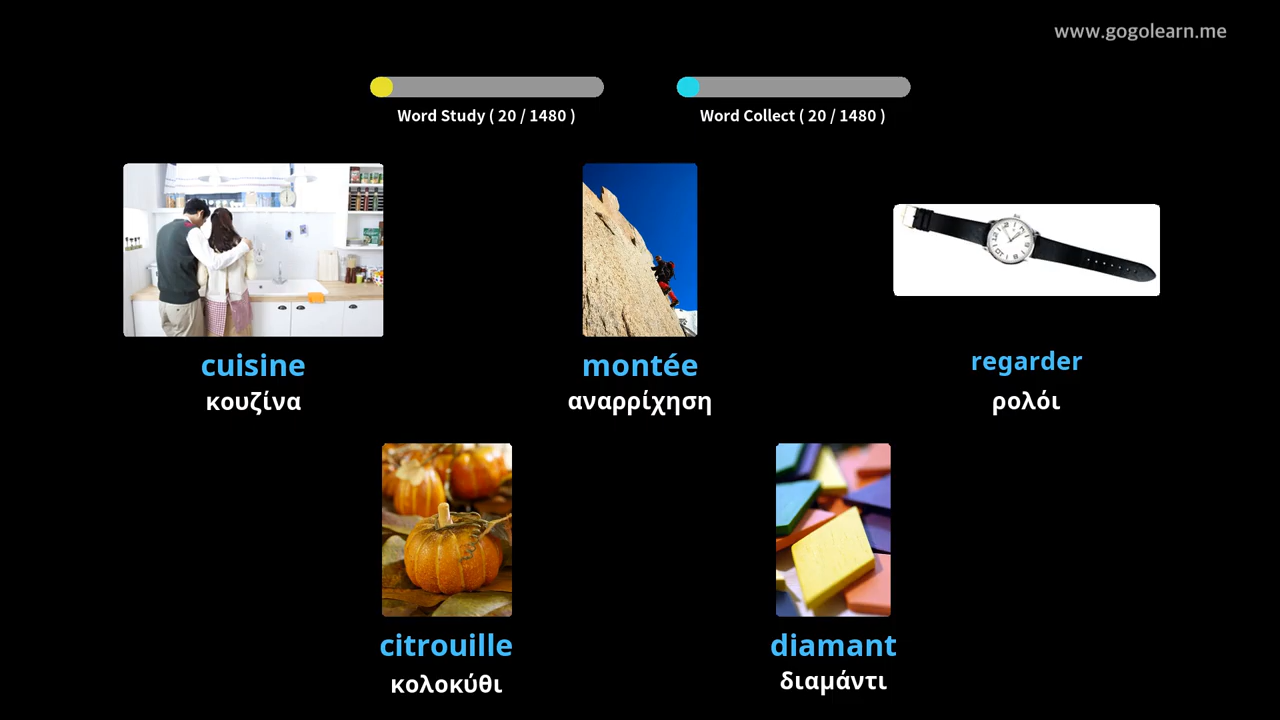 www.gogolearn.me
Word Study ( 20 / 1480 )
Word Collect ( 20 / 1480 )
cuisine
κουζίνα
montée
αναρρίχηση
regarder
ρολόι
citrouille
κολοκύθι
diamant
διαμάντι